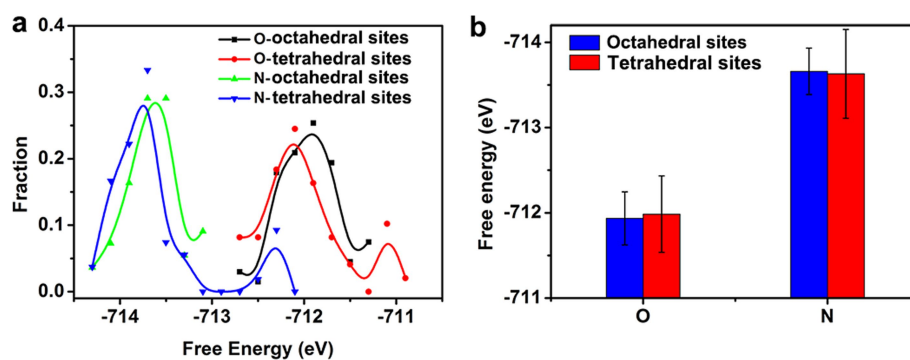 a
0.4
0.3
0.2
0.1
0.0
Fraction
O-octahedral sites
O-tetrahedral sites
N-octahedral sites
N-tetrahedral sites
-714 -713 -712 -711
Free Energy (eV)
b
-714
-713
-712
-711
Free energy (eV)
Octahedral sites
Tetrahedral sites
O N